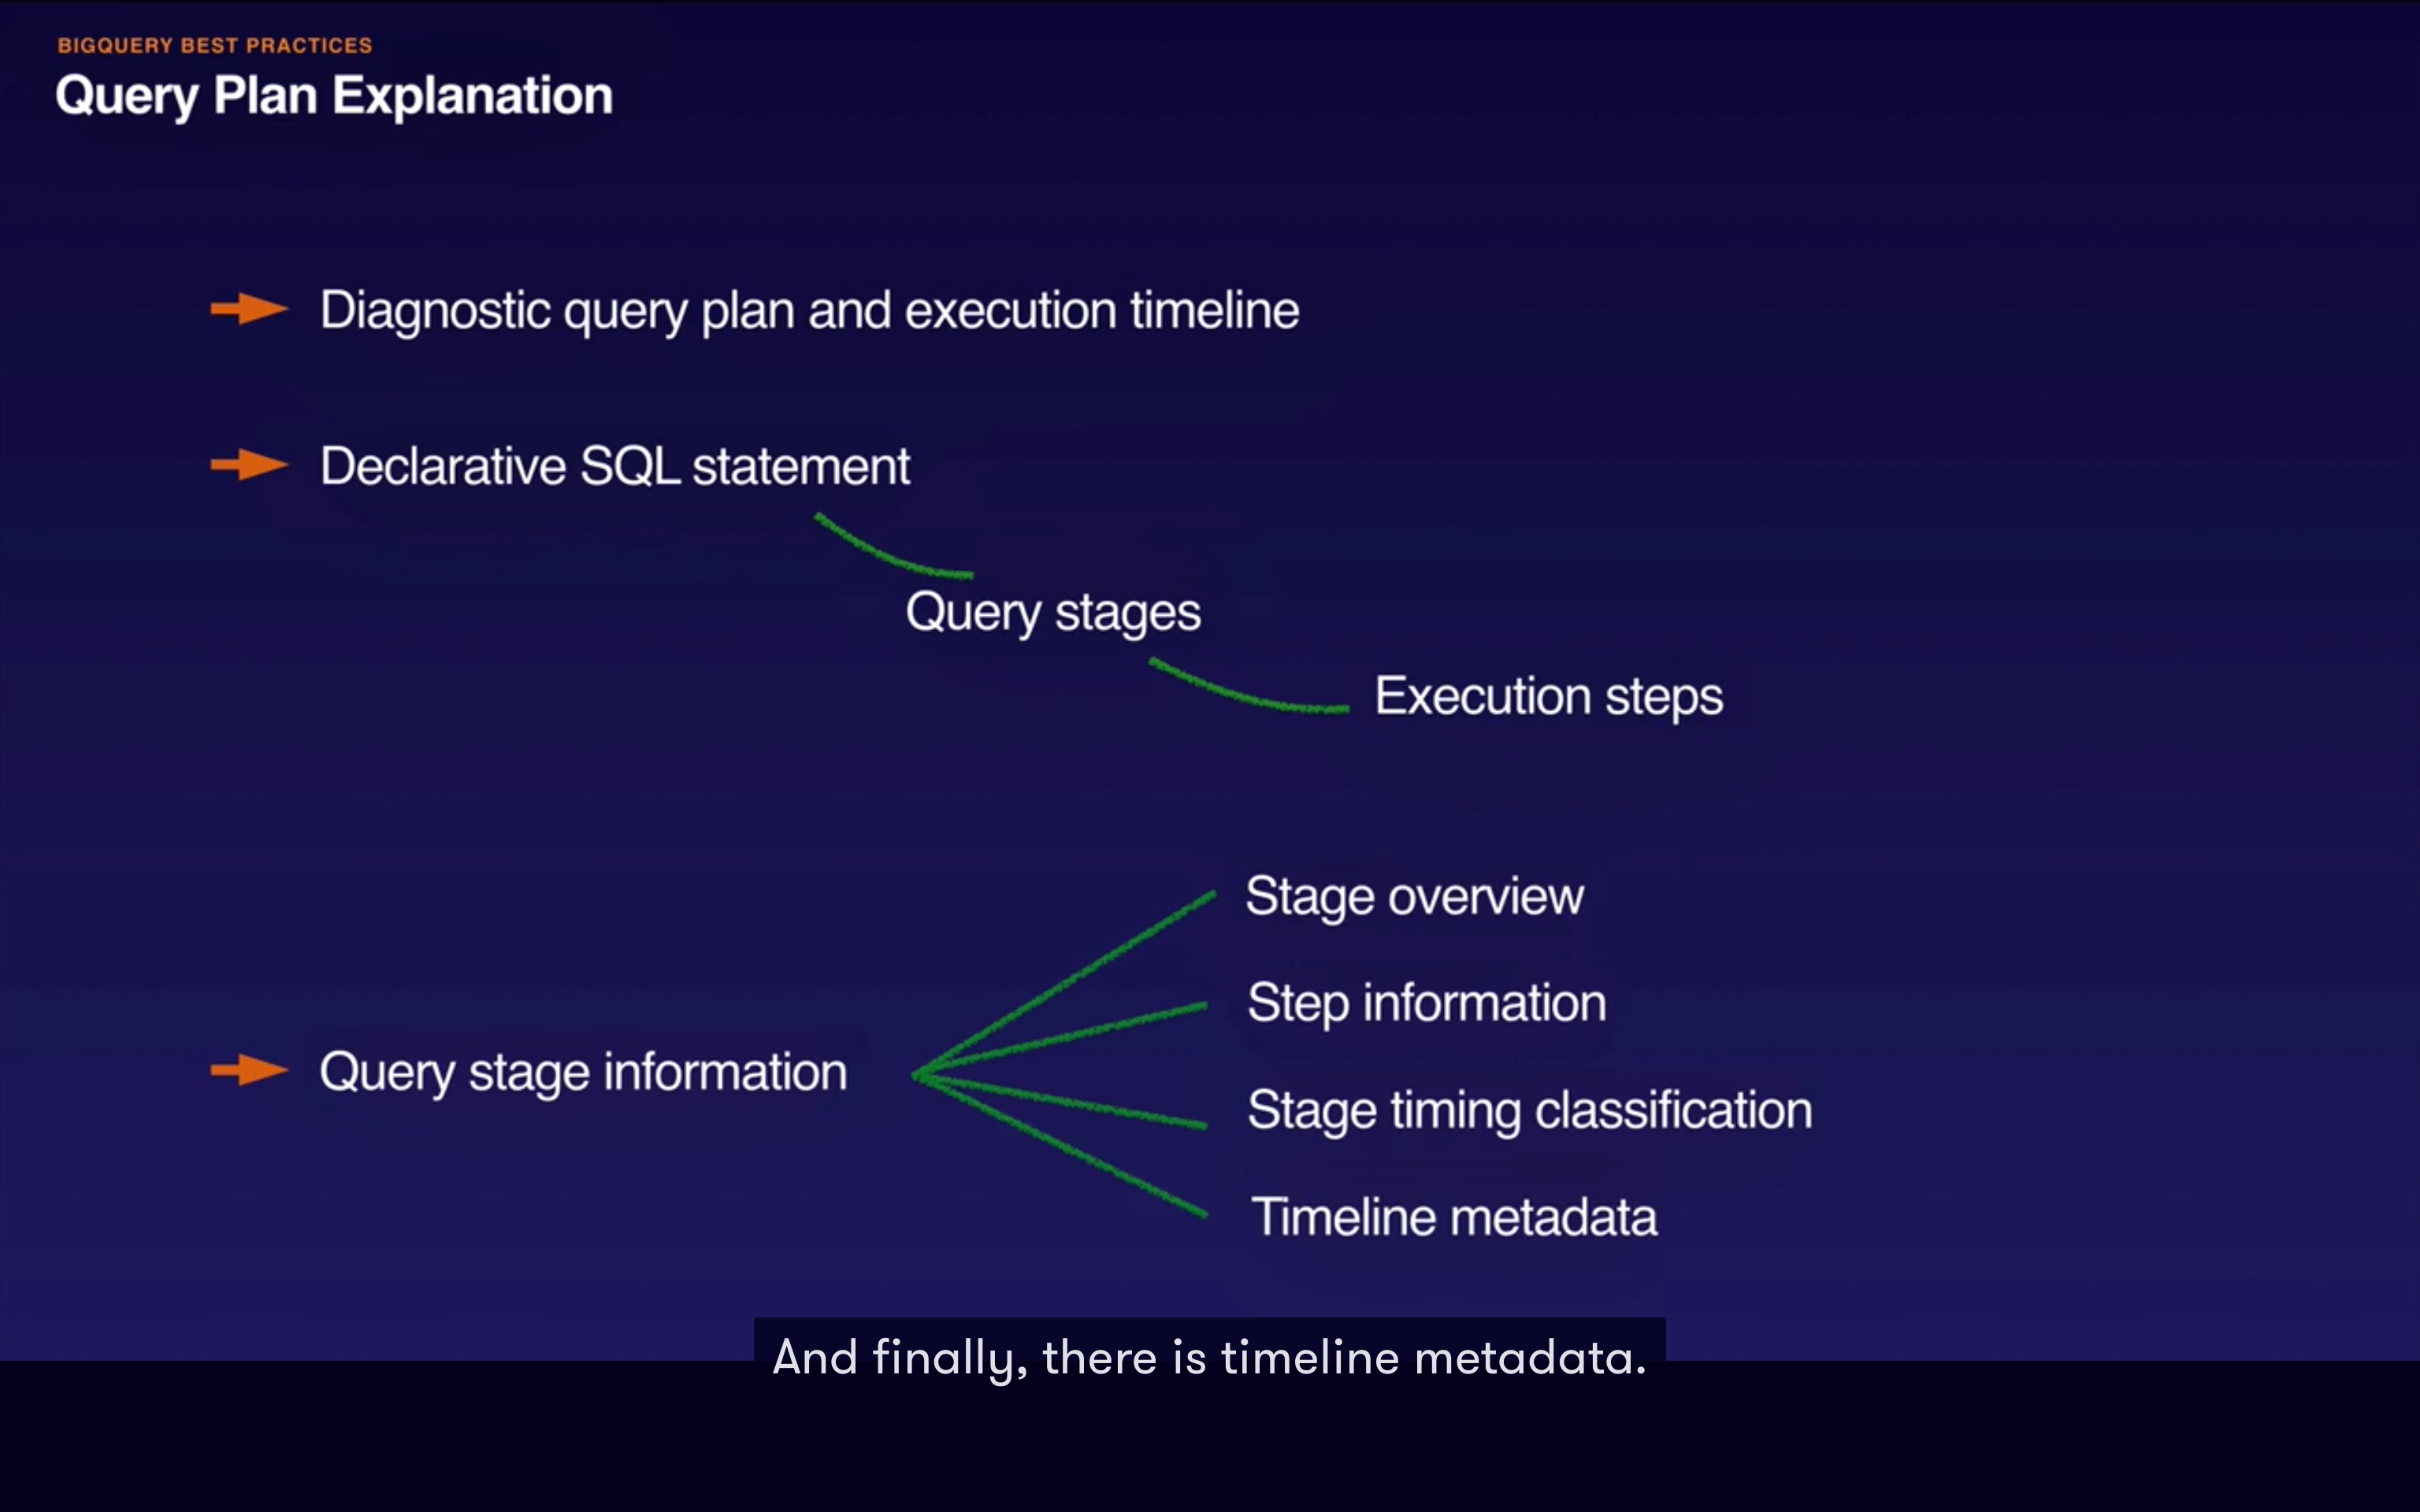 BIGQUERY BEST PRACTICES
Query Plan Explanation
Diagnostic query plan and execution timeline
Declarative SQL statement
Query stages
Execution steps
Query stage information
Stage overview
Step information
Stage timing classification
Timeline metadata
And finally, there is timeline metadata.